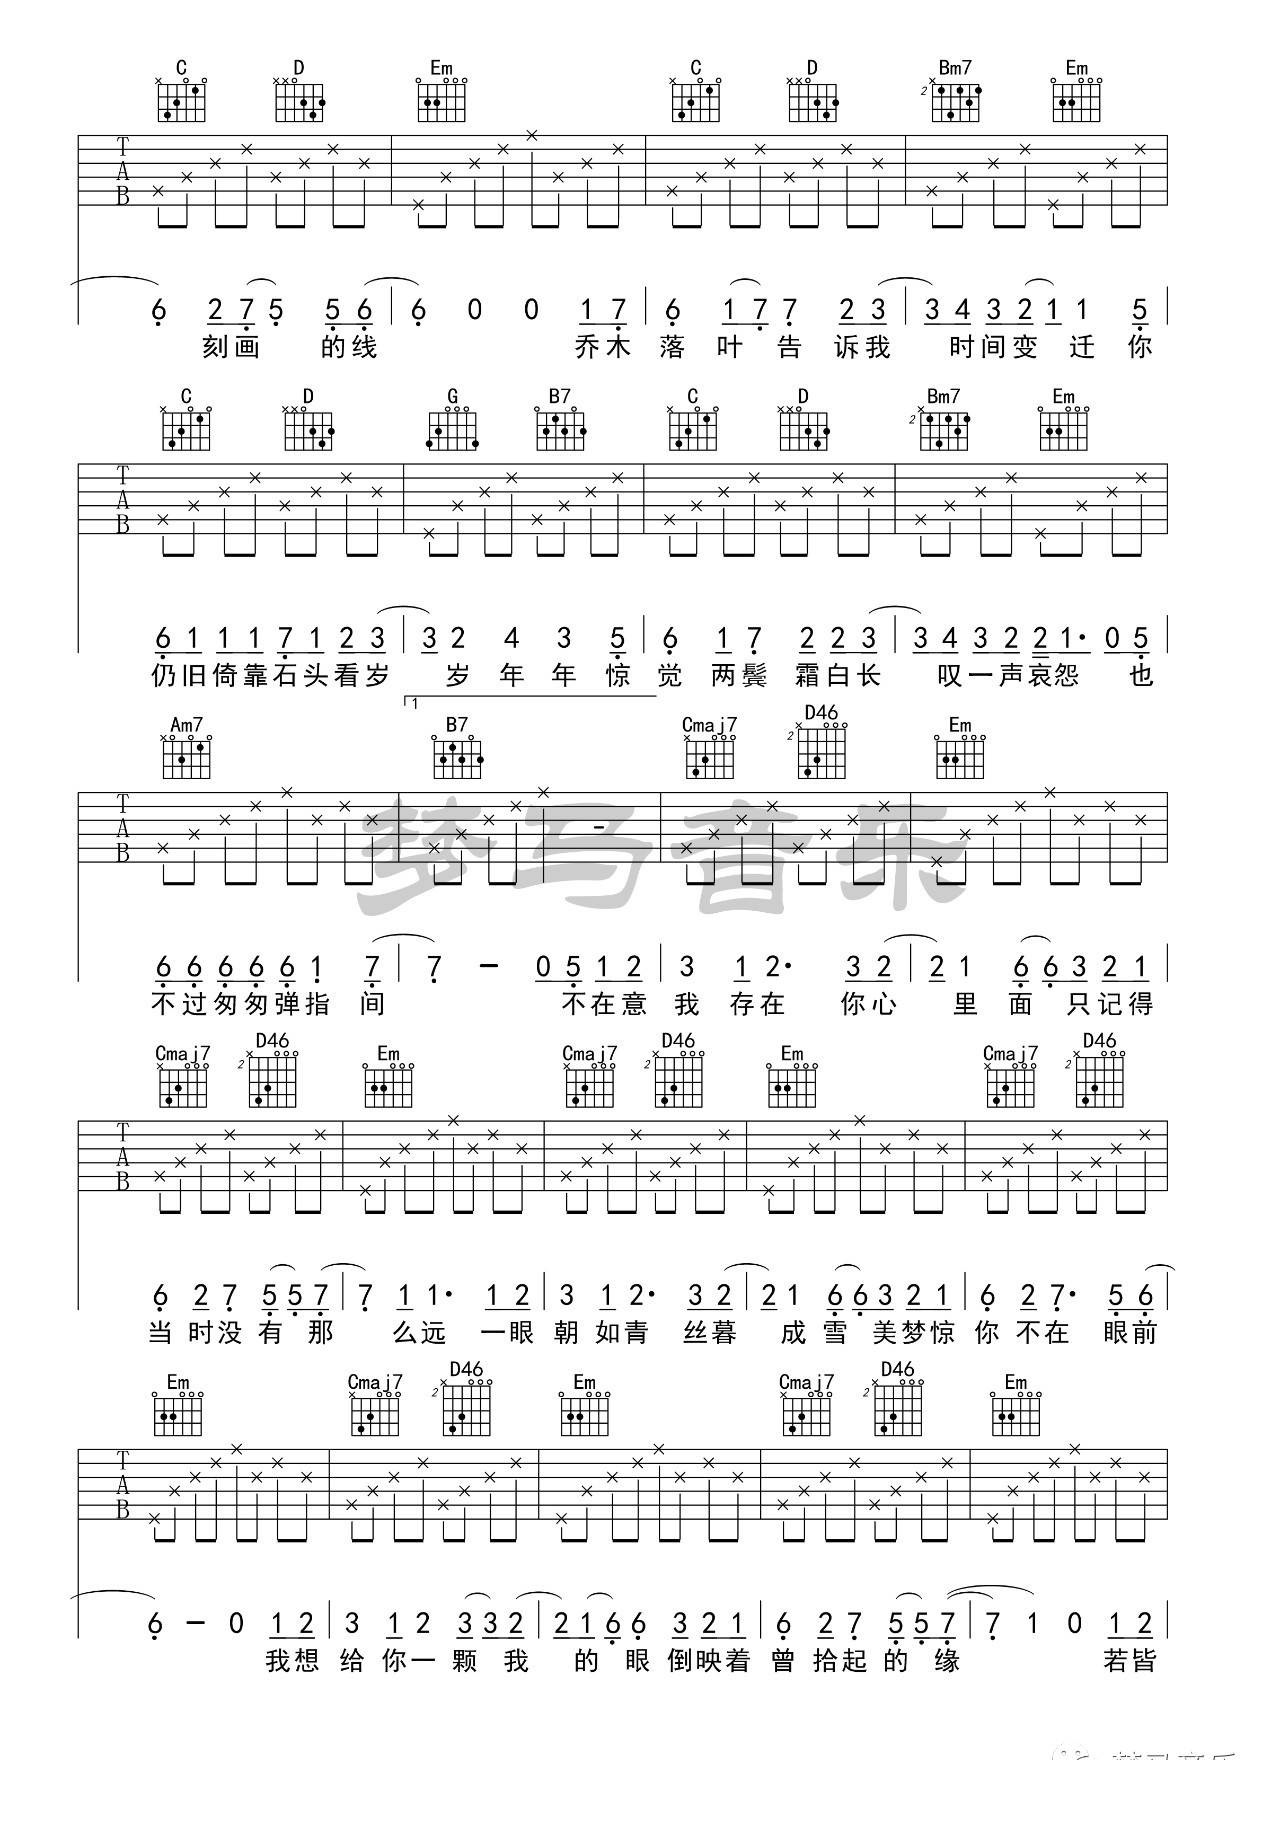 C D Em C D Bm7 Em
2
T
A
B
6 2 7 5 5 6 6 0 0 1 7 6 1 7 7 2 3 3 4 3 2 1 1 5
刻画 的线 乔木 落 叶 告 诉我 时间变 迁 你
C D G B7 C D Bm7 Em
2
T
A
B
6 1 1 1 7 1 2 3 3 2 4 3 5 6 1 7 2 2 3 3 4 3 2 2 1· 0 5
仍旧倚靠石头看岁 岁 年 年 惊 觉 两鬓 霜白长 叹一声哀怨 也
1
Am7 B7 Cmaj7 D46 Em
2
T
A
B
梦马音乐
6 6 6 6 6 1 7 7 – 0 5 1 2 3 1 2· 3 2 2 1 6 6 3 2 1
不过匆匆弹指 间 不在意 我 存在 你心 里 面 只记得
Cmaj7 D46 Em Cmaj7 D46 Em Cmaj7 D46
2 2 2
T
A
B
6 2 7 5 5 7 7 1 1· 1 2 3 1 2· 3 2 2 1 6 6 3 2 1 6 2 7· 5 6
当 时没 有 那 么远 一眼 朝 如青 丝暮 成 雪 美梦惊 你 不在 眼前
Em Cmaj7 D46 Em Cmaj7 D46 Em
2 2
T
A
B
6 – 0 1 2 3 1 2 3 3 2 2 1 6 6 3 2 1 6 2 7 5 5 7 7 1 0 1 2
我想 给 你一 颗 我 的 眼 倒映着 曾 拾起 的 缘 若皆